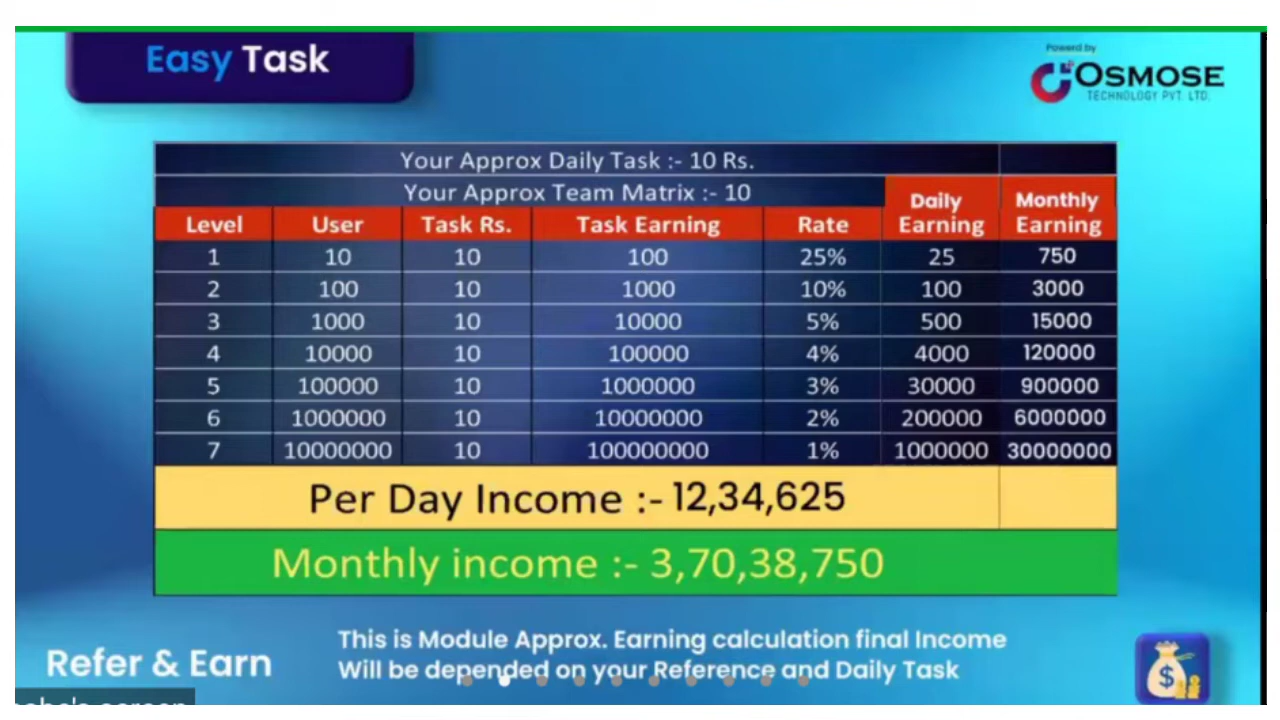 Easy Task
Powerd by
OSMOSE
TECHNOLOGY PVT. LTD.
Your Approx Daily Task :- 10 Rs.
Your Approx Team Matrix :- 10
Level User Task Rs. Task Earning Rate Daily Earning Monthly Earning
1 10 10 100 25% 25 750
2 100 10 1000 10% 100 3000
3 1000 10 10000 5% 500 15000
4 10000 10 100000 4% 4000 120000
5 100000 10 1000000 3% 30000 900000
6 1000000 10 10000000 2% 200000 6000000
7 10000000 10 100000000 1% 1000000 30000000
Per Day Income :- 12,34,625
Monthly income :- 3,70,38,750
Refer & Earn
This is Module Approx. Earning calculation final Income
Will be depended on your Reference and Daily Task
$